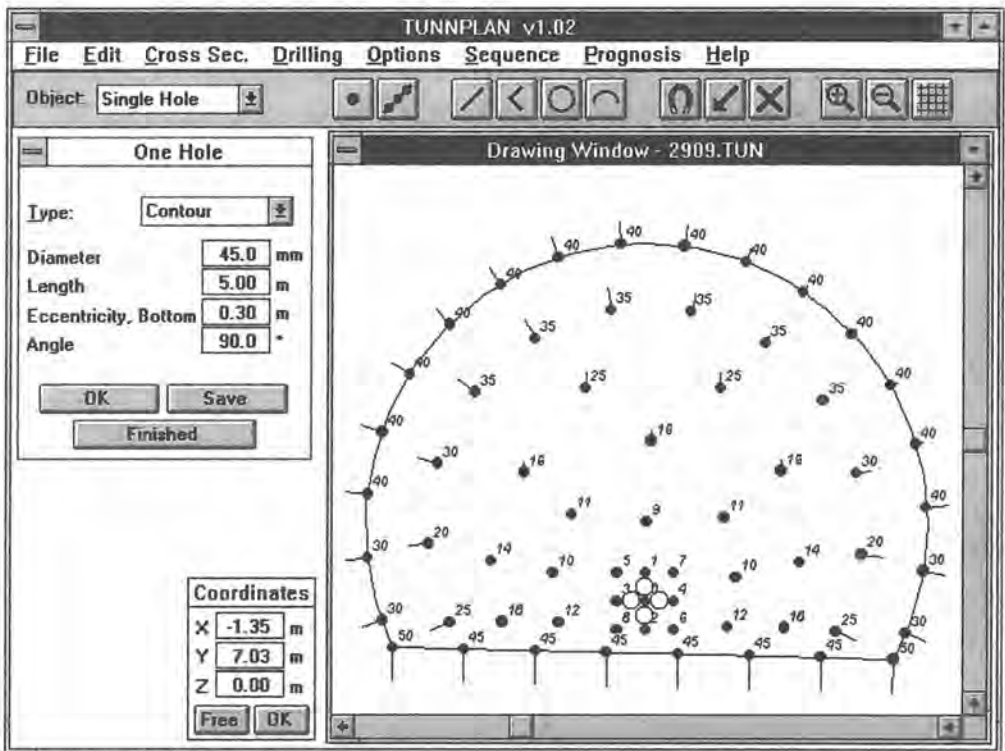 TUNNPLAN v1.02
File Edit Cross Sec. Drilling Options Sequence Prognosis Help
Object: Single Hole
One Hole
Type: Contour
Diameter 45.0 mm
Length 5.00 m
Eccentricity, Bottom 0.30 m
Angle 90.0 °
OK Save
Finished
Coordinates
X -1.35 m
Y 7.03 m
Z 0.00 m
Free OK
Drawing Window - 2909.TUN
40 40 40 40
40 40
40 35 35 40
35 35
40 25 25 40
35 35
40 16 40
30 16 16 30
40 11 9 11 40
20 14 10 5 1 7 10 14 20
30 3 0 4 30
30 25 16 12 8 2 6 12 16 25 30
50 45 45 45 45 45 45 50